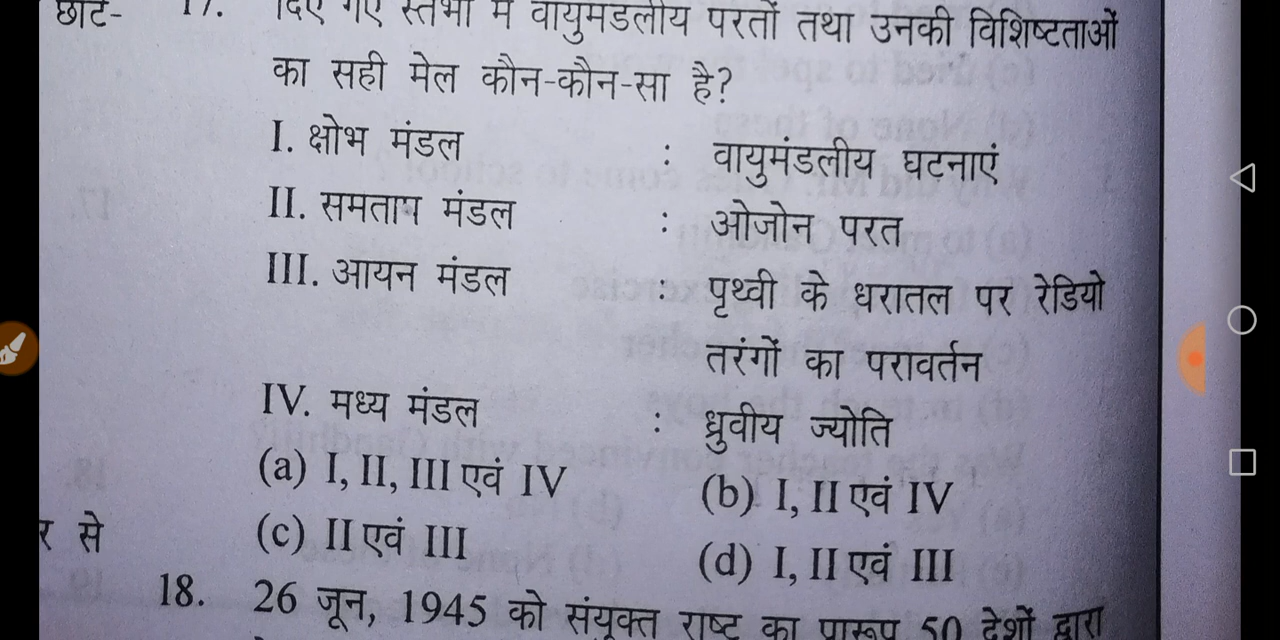 छाट-
17. दिए गए स्तंभों में वायुमंडलीय परतों तथा उनकी विशिष्टताओं
का सही मेल कौन-कौन-सा है?
I. क्षोभ मंडल : वायुमंडलीय घटनाएं
II. समताप मंडल : ओजोन परत
III. आयन मंडल : पृथ्वी के धरातल पर रेडियो
तरंगों का परावर्तन
IV. मध्य मंडल : ध्रुवीय ज्योति
(a) I, II, III एवं IV (b) I, II एवं IV
र से
(c) II एवं III (d) I, II एवं III
18. 26 जून, 1945 को संयुक्त राष्ट्र का प्रारूप 50 देशों द्वारा